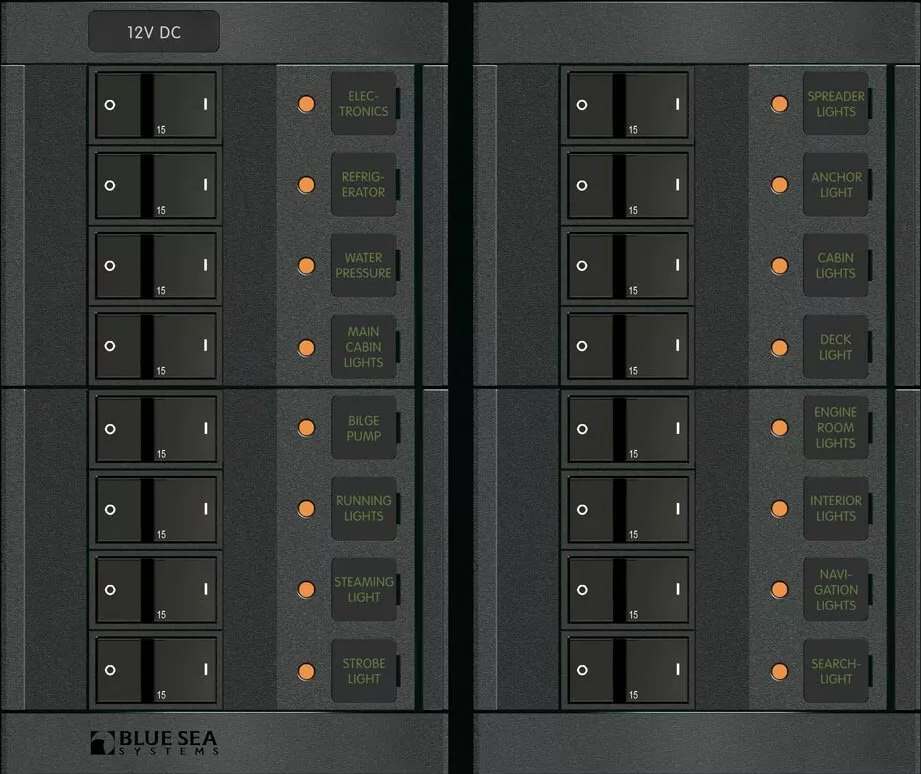 12V DC
O I
15
ELEC-
TRONICS
O I
15
REFRIG-
ERATOR
O I
15
WATER
PRESSURE
O I
15
MAIN
CABIN
LIGHTS
O I
15
BILGE
PUMP
O I
15
RUNNING
LIGHTS
O I
15
STEAMING
LIGHT
O I
15
STROBE
LIGHT
BLUE SEA
SYSTEMS
O I
15
SPREADER
LIGHTS
O I
15
ANCHOR
LIGHT
O I
15
CABIN
LIGHTS
O I
15
DECK
LIGHT
O I
15
ENGINE
ROOM
LIGHTS
O I
15
INTERIOR
LIGHTS
O I
15
NAVI-
GATION
LIGHTS
O I
15
SEARCH-
LIGHT